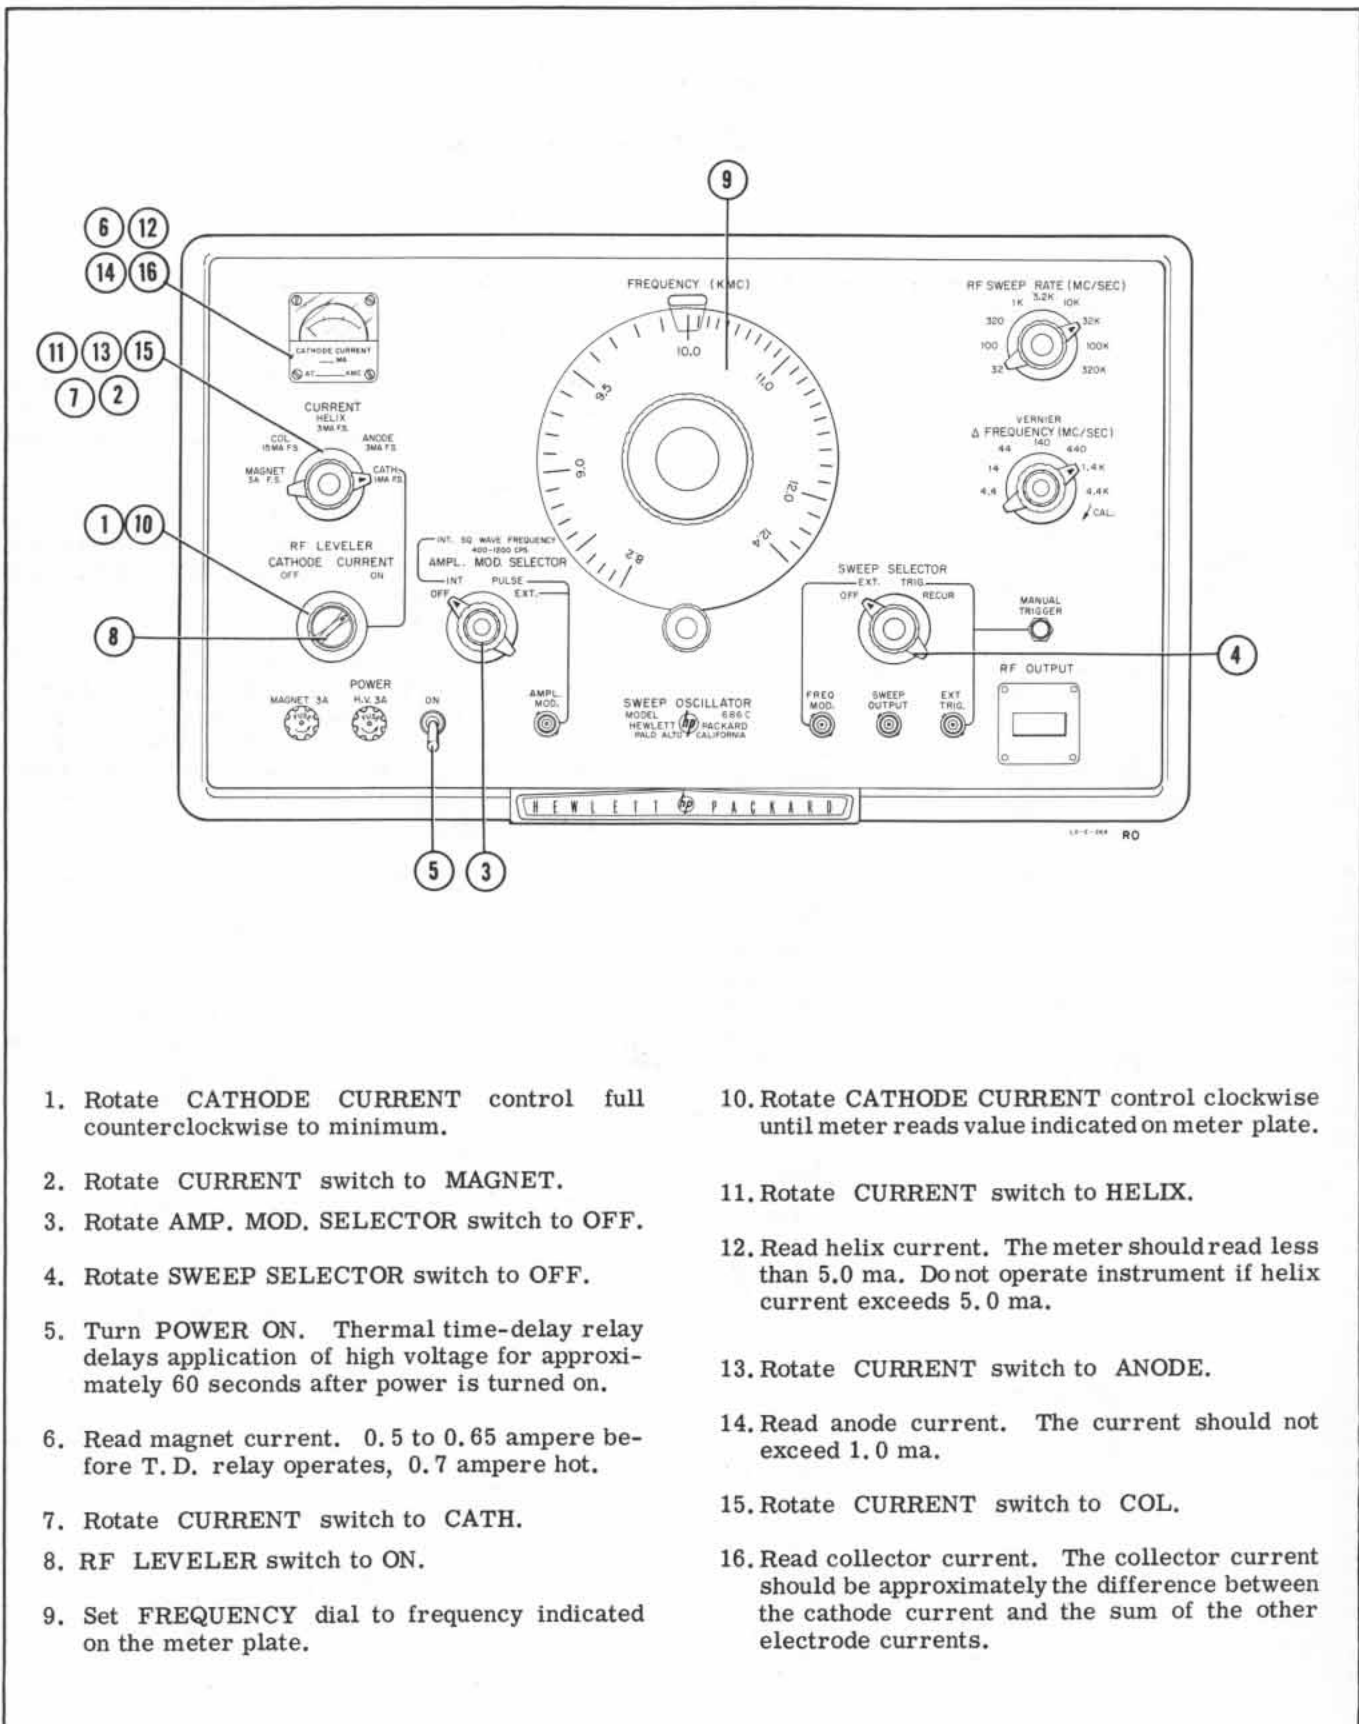 9
6 12
14 16
11 13 15
7 2
1 10
8
5
3
4
FREQUENCY (KMC)
10.0
9.5
11.0
9.0
12.0
8.2
12.4
CATHODE CURRENT
MA
AT KMC
CURRENT
HELIX
3MA F.S.
COL
15MA F.S.
ANODE
3MA F.S.
MAGNET
3A F.S.
CATH.
1MA F.S.
RF LEVELER
CATHODE CURRENT
OFF ON
INT. SQ WAVE FREQUENCY
400-1200 CPS
AMPL. MOD. SELECTOR
INT PULSE
OFF EXT.
POWER
MAGNET 3A H.V. 3A ON
AMPL.
MOD.
SWEEP OSCILLATOR
MODEL 686C
HEWLETT hp PACKARD
PALO ALTO CALIFORNIA
RF SWEEP RATE (MC/SEC)
1K 3.2K 10K
320 32K
100 100K
32 320K
VERNIER
Δ FREQUENCY (MC/SEC)
44 140 440
14 1.4K
4.4 4.4K
CAL.
SWEEP SELECTOR
EXT. TRIG.
OFF RECUR
MANUAL
TRIGGER
RF OUTPUT
FREQ
MOD.
SWEEP
OUTPUT
EXT
TRIG.
HEWLETT hp PACKARD
RO
1. Rotate CATHODE CURRENT control full
counterclockwise to minimum.
2. Rotate CURRENT switch to MAGNET.
3. Rotate AMP. MOD. SELECTOR switch to OFF.
4. Rotate SWEEP SELECTOR switch to OFF.
5. Turn POWER ON. Thermal time-delay relay
delays application of high voltage for approxi-
mately 60 seconds after power is turned on.
6. Read magnet current. 0.5 to 0.65 ampere be-
fore T.D. relay operates, 0.7 ampere hot.
7. Rotate CURRENT switch to CATH.
8. RF LEVELER switch to ON.
9. Set FREQUENCY dial to frequency indicated
on the meter plate.
10. Rotate CATHODE CURRENT control clockwise
until meter reads value indicated on meter plate.
11. Rotate CURRENT switch to HELIX.
12. Read helix current. The meter should read less
than 5.0 ma. Do not operate instrument if helix
current exceeds 5.0 ma.
13. Rotate CURRENT switch to ANODE.
14. Read anode current. The current should not
exceed 1.0 ma.
15. Rotate CURRENT switch to COL.
16. Read collector current. The collector current
should be approximately the difference between
the cathode current and the sum of the other
electrode currents.